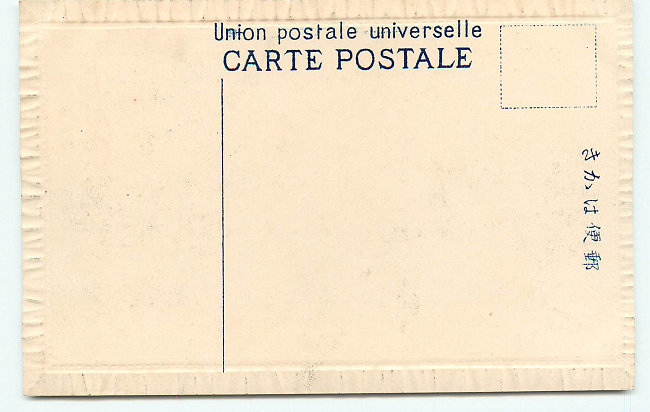 Union postale universelle
CARTE POSTALE
きかは便郵